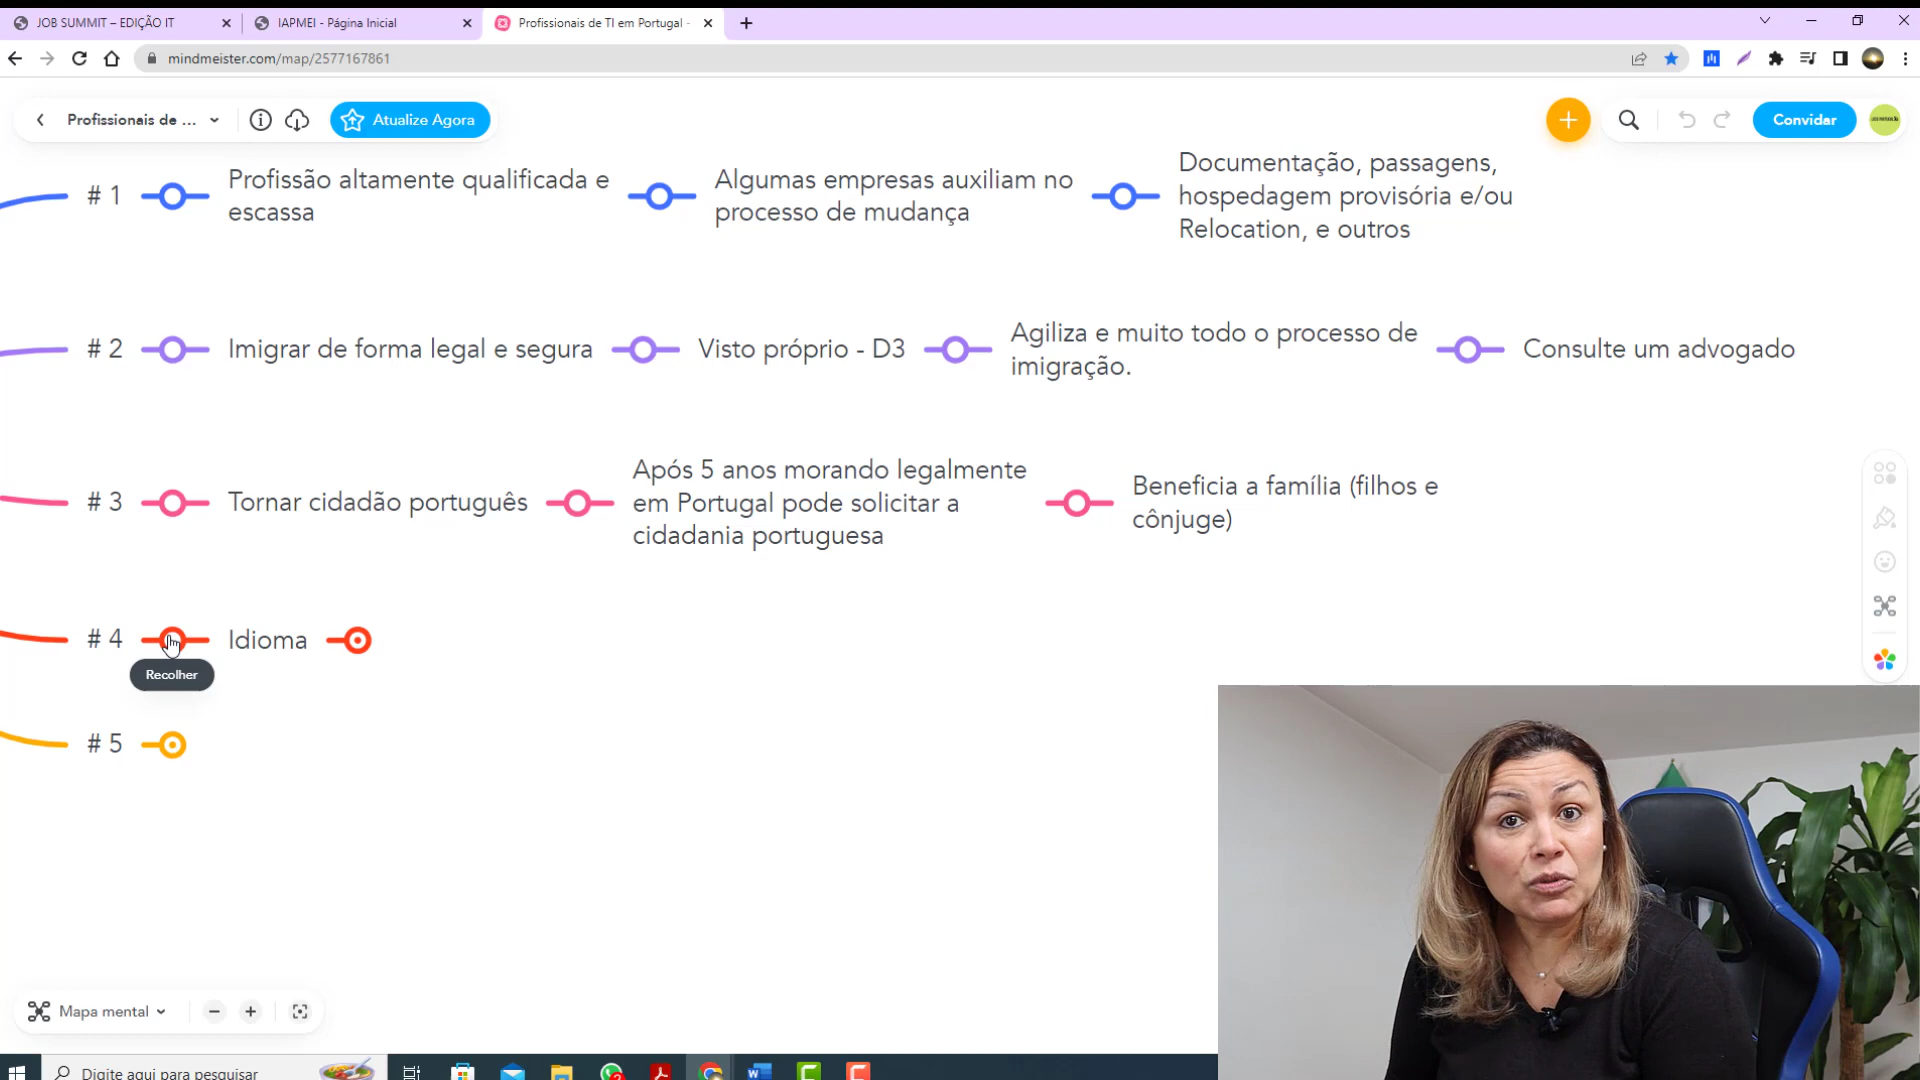 JOB SUMMIT – EDIÇÃO IT
IAPMEI - Página Inicial
Profissionais de TI em Portugal -
mindmeister.com/map/2577167861
Profissionais de ...
Atualize Agora
Convidar
# 1
Profissão altamente qualificada e
escassa
Algumas empresas auxiliam no
processo de mudança
Documentação, passagens,
hospedagem provisória e/ou
Relocation, e outros
# 2
Imigrar de forma legal e segura
Visto próprio - D3
Agiliza e muito todo o processo de
imigração.
Consulte um advogado
# 3
Tornar cidadão português
Após 5 anos morando legalmente
em Portugal pode solicitar a
cidadania portuguesa
Beneficia a família (filhos e
cônjuge)
# 4
Idioma
Recolher
# 5
Mapa mental
Digite aqui para pesquisar